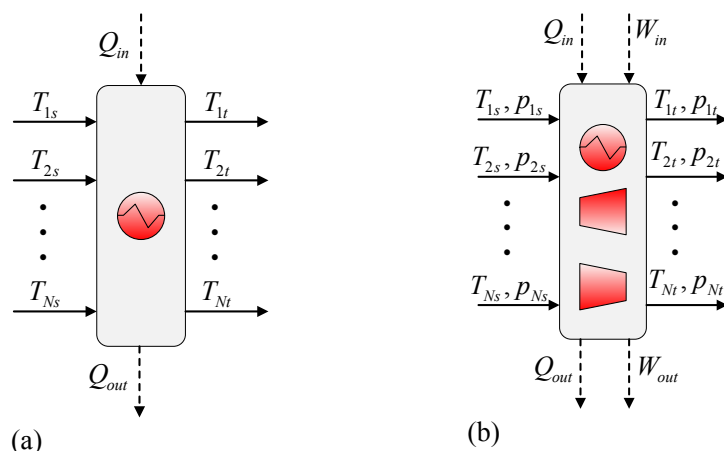 Q_in
T_1s
T_1t
T_2s
T_2t
T_Ns
T_Nt
Q_out
(a)
Q_in W_in
T_1s, p_1s
T_1t, p_1t
T_2s, p_2s
T_2t, p_2t
T_Ns, p_Ns
T_Nt, p_Nt
Q_out W_out
(b)